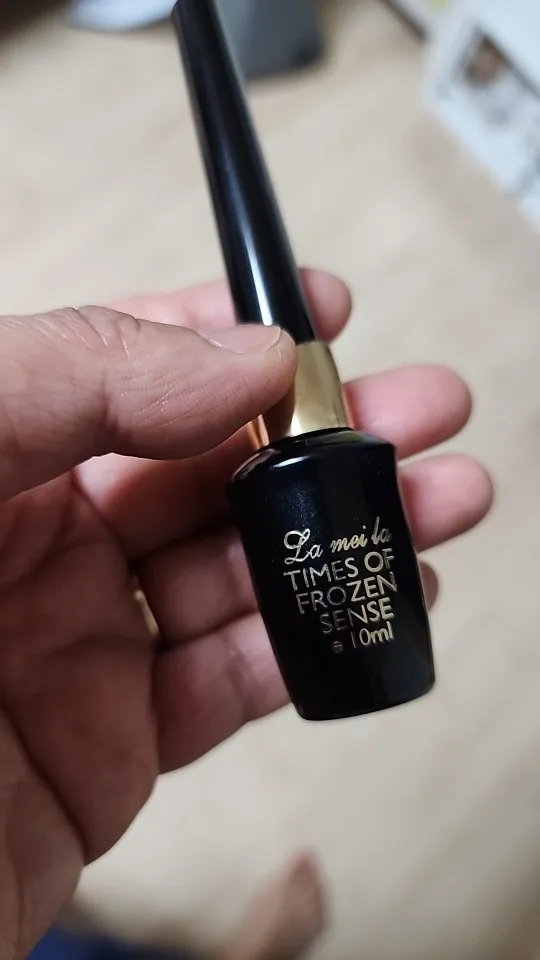 La mei la
TIMES OF
FROZEN
SENSE
e 10ml